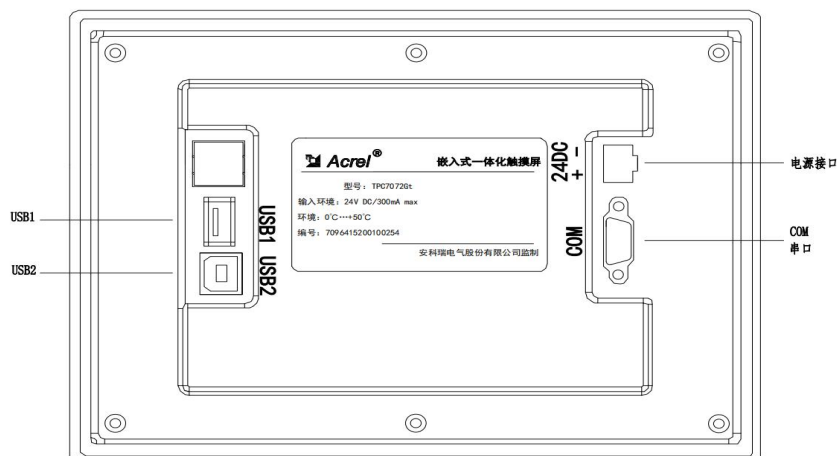 Acrel®
嵌入式一体化触摸屏
型号: TPC7072Gt
输入环境: 24V DC/300mA max
环境: 0℃…+50℃
编号: 7096415200100254
安科瑞电气股份有限公司监制
USB1
USB2
USB1
USB2
24DC
+ -
COM
电源接口
COM
串口